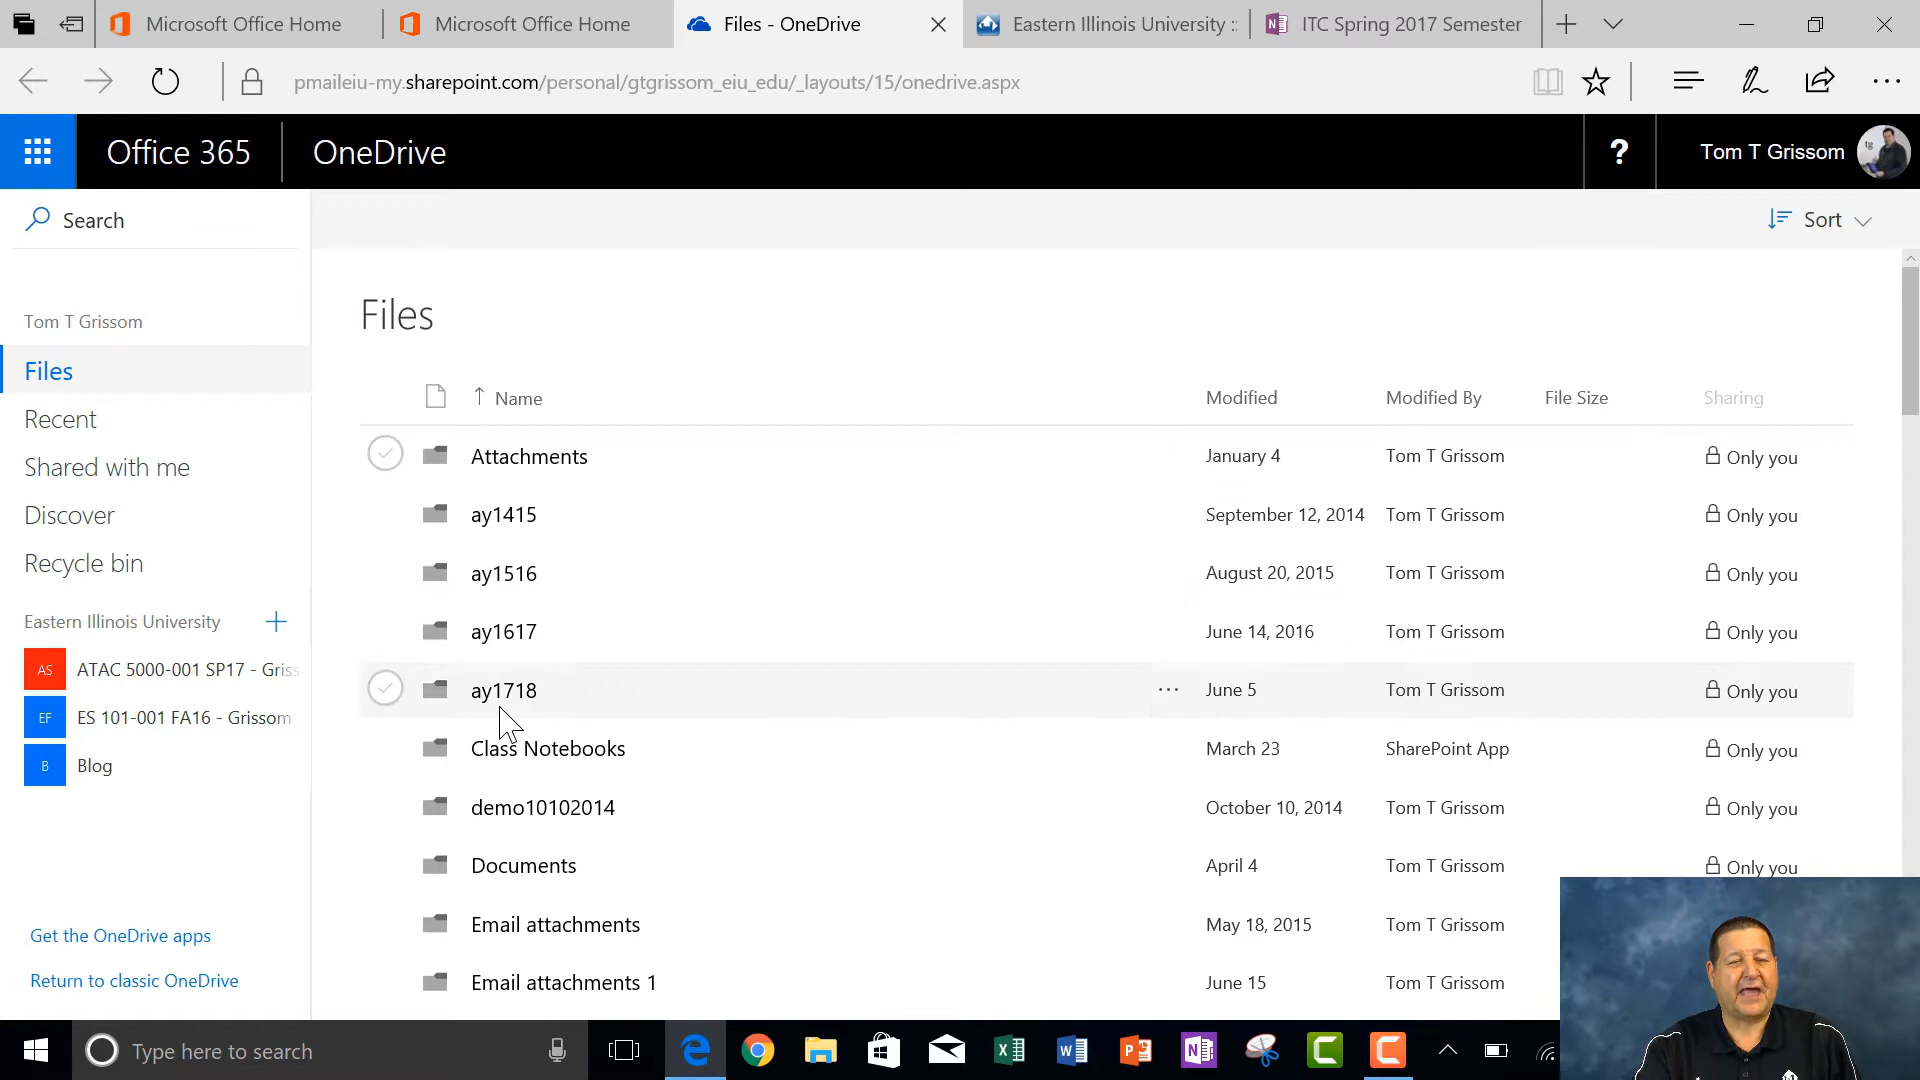 Microsoft Office Home
Microsoft Office Home
Files - OneDrive
Eastern Illinois University ::
ITC Spring 2017 Semester
pmaileiu-my.sharepoint.com/personal/gtgrissom_eiu_edu/_layouts/15/onedrive.aspx
Office 365
OneDrive
?
Tom T Grissom
tg
Search
Sort
Tom T Grissom
Files
Recent
Shared with me
Discover
Recycle bin
Eastern Illinois University
AS ATAC 5000-001 SP17 - Griss
EF ES 101-001 FA16 - Grissom
B Blog
Get the OneDrive apps
Return to classic OneDrive
Files
Name Modified Modified By File Size Sharing
Attachments January 4 Tom T Grissom Only you
ay1415 September 12, 2014 Tom T Grissom Only you
ay1516 August 20, 2015 Tom T Grissom Only you
ay1617 June 14, 2016 Tom T Grissom Only you
ay1718 ··· June 5 Tom T Grissom Only you
Class Notebooks March 23 SharePoint App Only you
demo10102014 October 10, 2014 Tom T Grissom Only you
Documents April 4 Tom T Grissom Only you
Email attachments May 18, 2015 Tom T Grissom
Email attachments 1 June 15 Tom T Grissom
Type here to search